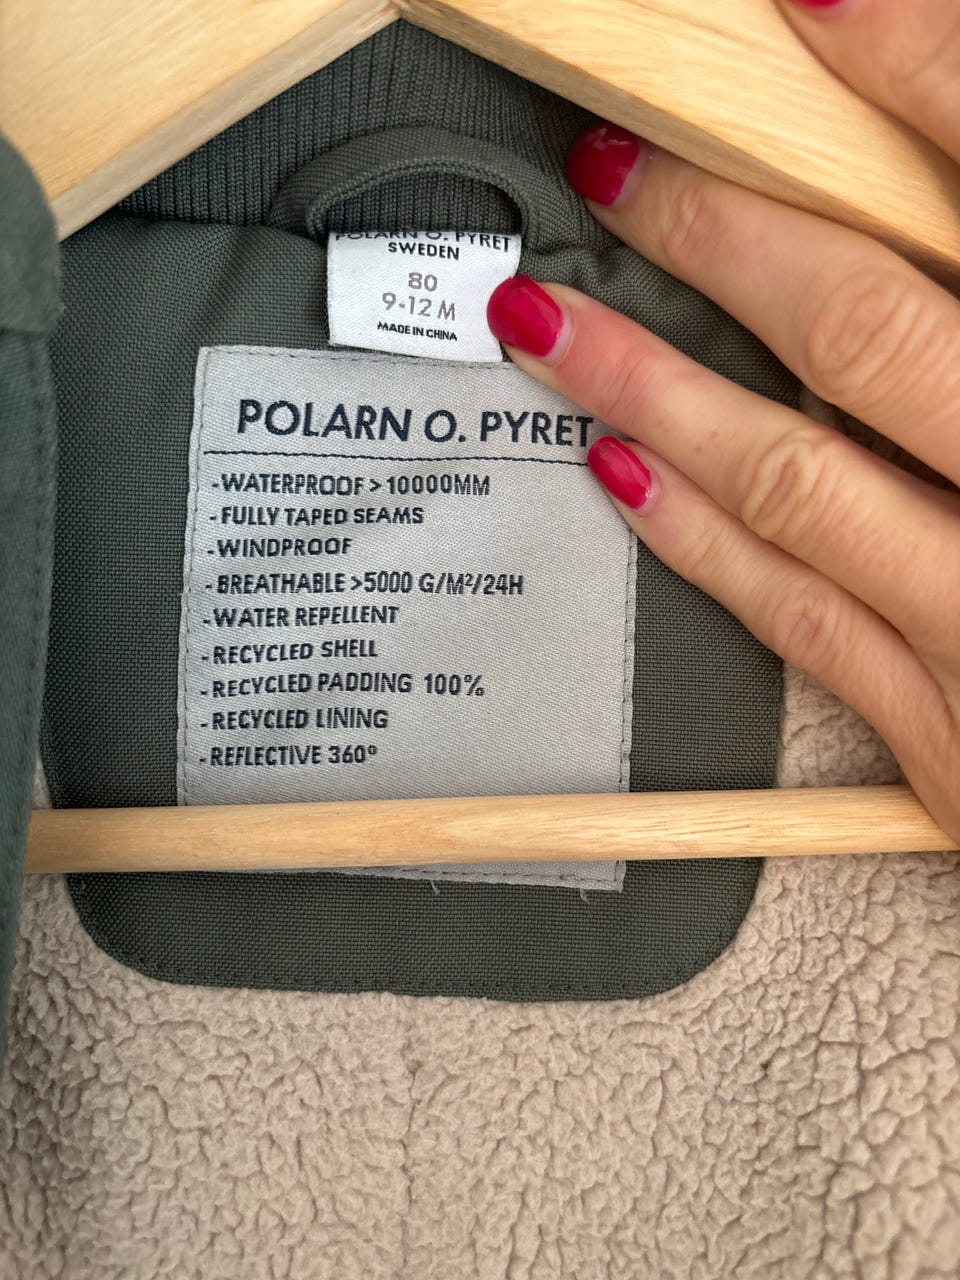 POLARN O. PYRET
SWEDEN
80
9-12 M
MADE IN CHINA
POLARN O. PYRET
-WATERPROOF >10000MM
-FULLY TAPED SEAMS
-WINDPROOF
-BREATHABLE >5000 G/M²/24H
-WATER REPELLENT
-RECYCLED SHELL
-RECYCLED PADDING 100%
-RECYCLED LINING
-REFLECTIVE 360°